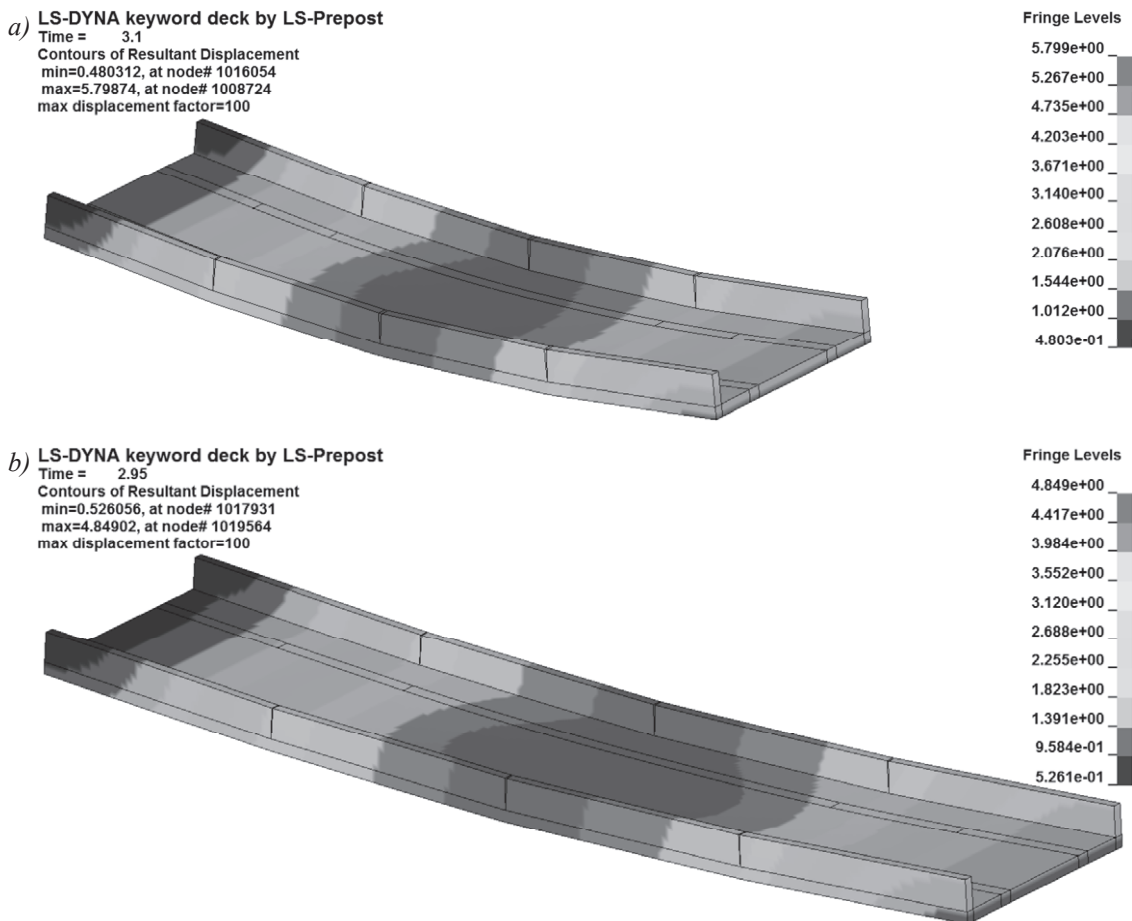 a) LS-DYNA keyword deck by LS-Prepost
Time = 3.1
Contours of Resultant Displacement
min=0.480312, at node# 1016054
max=5.79874, at node# 1008724
max displacement factor=100
Fringe Levels
5.799e+00
5.267e+00
4.735e+00
4.203e+00
3.671e+00
3.140e+00
2.608e+00
2.076e+00
1.544e+00
1.012e+00
4.803e-01
b) LS-DYNA keyword deck by LS-Prepost
Time = 2.95
Contours of Resultant Displacement
min=0.526056, at node# 1017931
max=4.84902, at node# 1019564
max displacement factor=100
Fringe Levels
4.849e+00
4.417e+00
3.984e+00
3.552e+00
3.120e+00
2.688e+00
2.255e+00
1.823e+00
1.391e+00
9.584e-01
5.261e-01